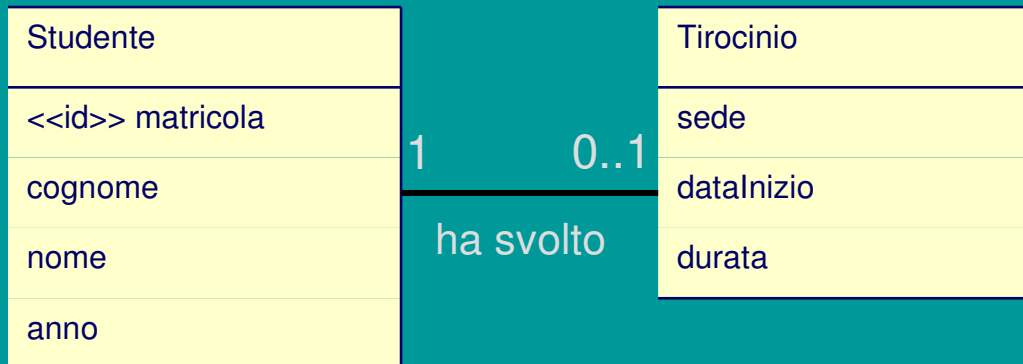 Studente
<<id>> matricola
cognome
nome
anno
1
0..1
ha svolto
Tirocinio
sede
dataInizio
durata